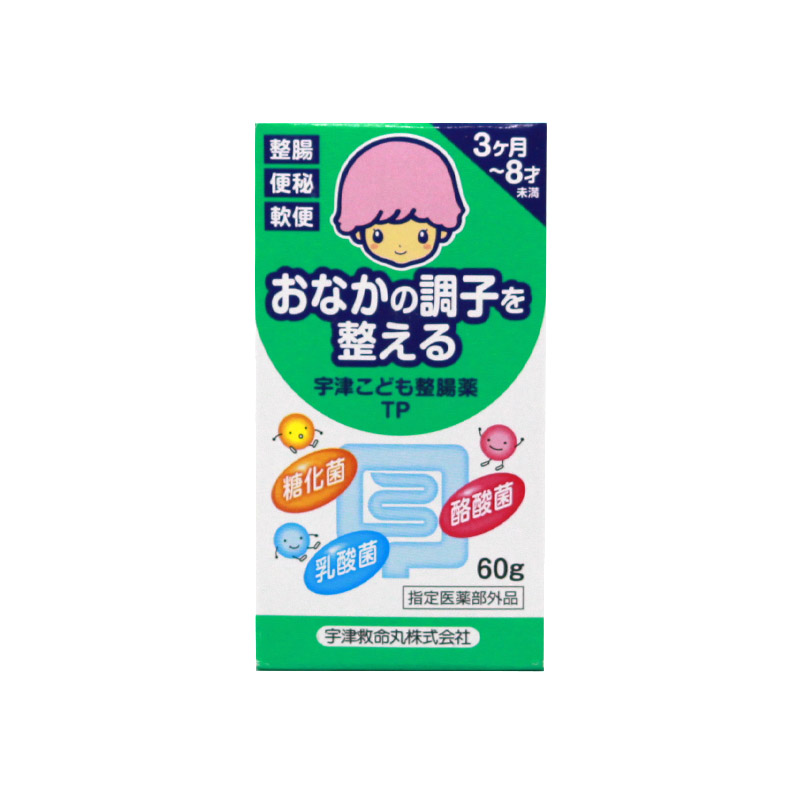 整腸
便秘
軟便
3ヶ月
~8才
未満
おなかの調子を
整える
宇津こども整腸薬
TP
糖化菌
酪酸菌
乳酸菌
60g
指定医薬部外品
宇津救命丸株式会社